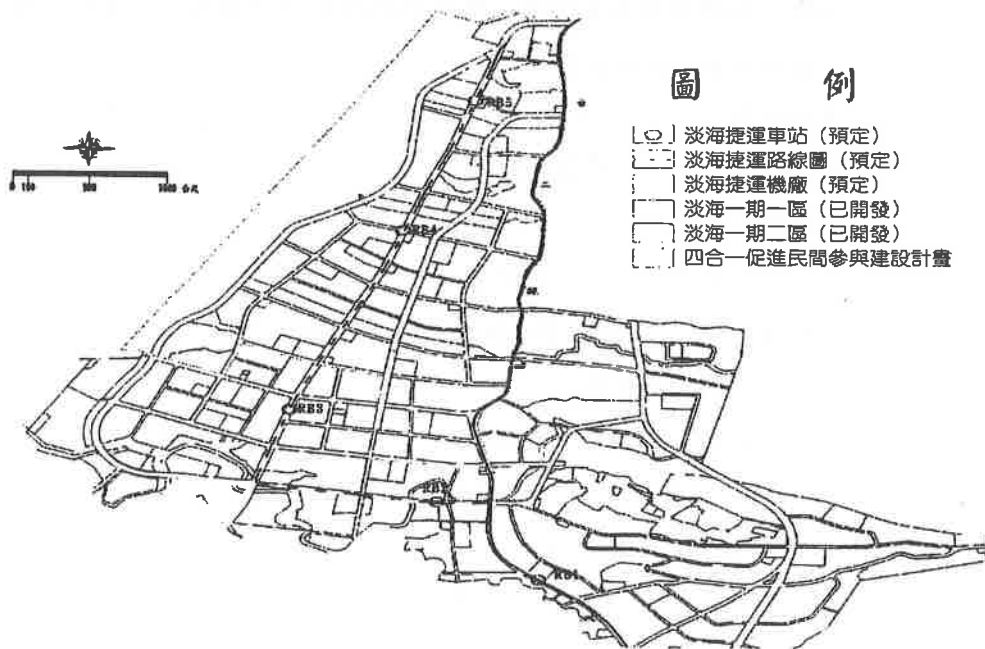 圖 例
淡海捷運車站 (預定)
淡海捷運路線圖 (預定)
淡海捷運機廠 (預定)
淡海一期一區 (已開發)
淡海一期二區 (已開發)
四合一促進民間參與建設計畫
RB5
RB4
RB3